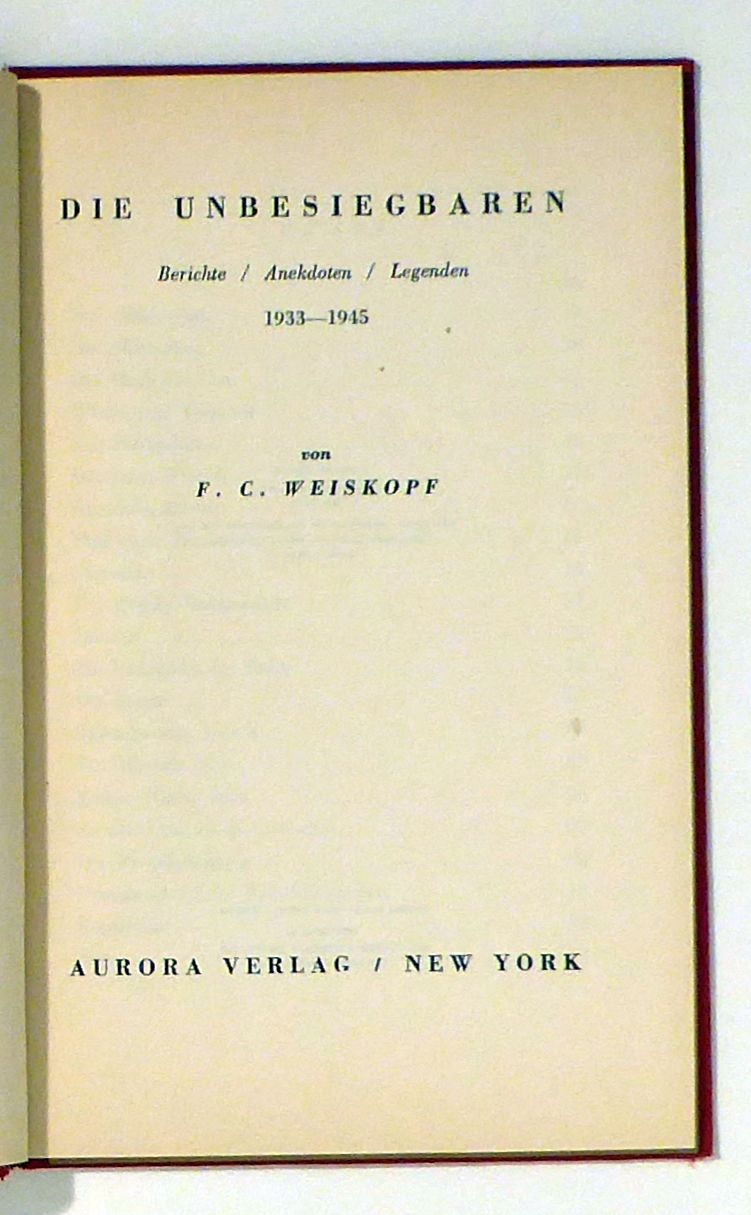 DIE UNBESIEGBAREN
Berichte / Anekdoten / Legenden
1933—1945
von
F. C. WEISKOPF
AURORA VERLAG / NEW YORK